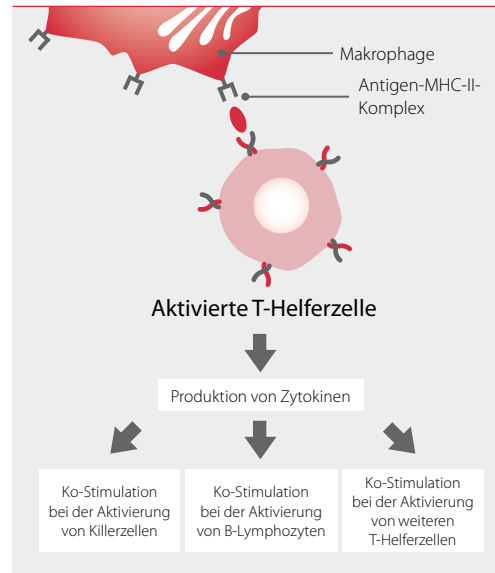 Makrophage
Antigen-MHC-II-
Komplex
Aktivierte T-Helferzelle
Produktion von Zytokinen
Ko-Stimulation
bei der Aktivierung
von Killerzellen
Ko-Stimulation
bei der Aktivierung
von B-Lymphozyten
Ko-Stimulation
bei der Aktivierung
von weiteren
T-Helferzellen